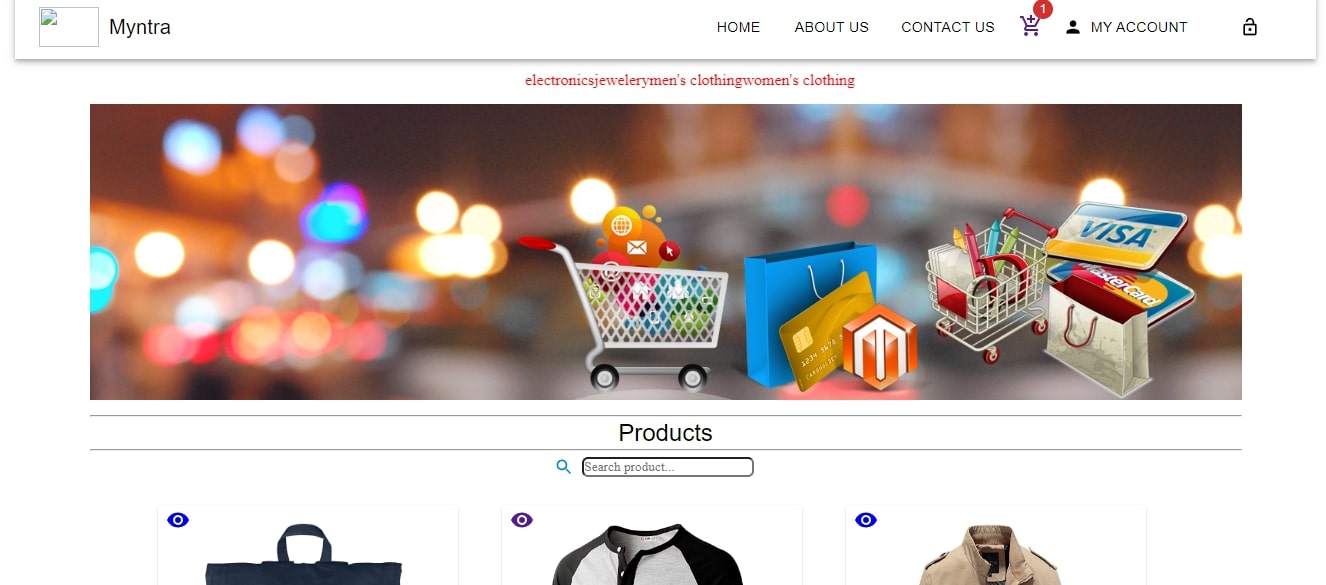 Myntra HOME ABOUT US CONTACT US 1 MY ACCOUNT
electronicsjewelerymen's clothingwomen's clothing
VISA
MasterCard
1234 5678 90
CARDHOLDER
Products
Search product...